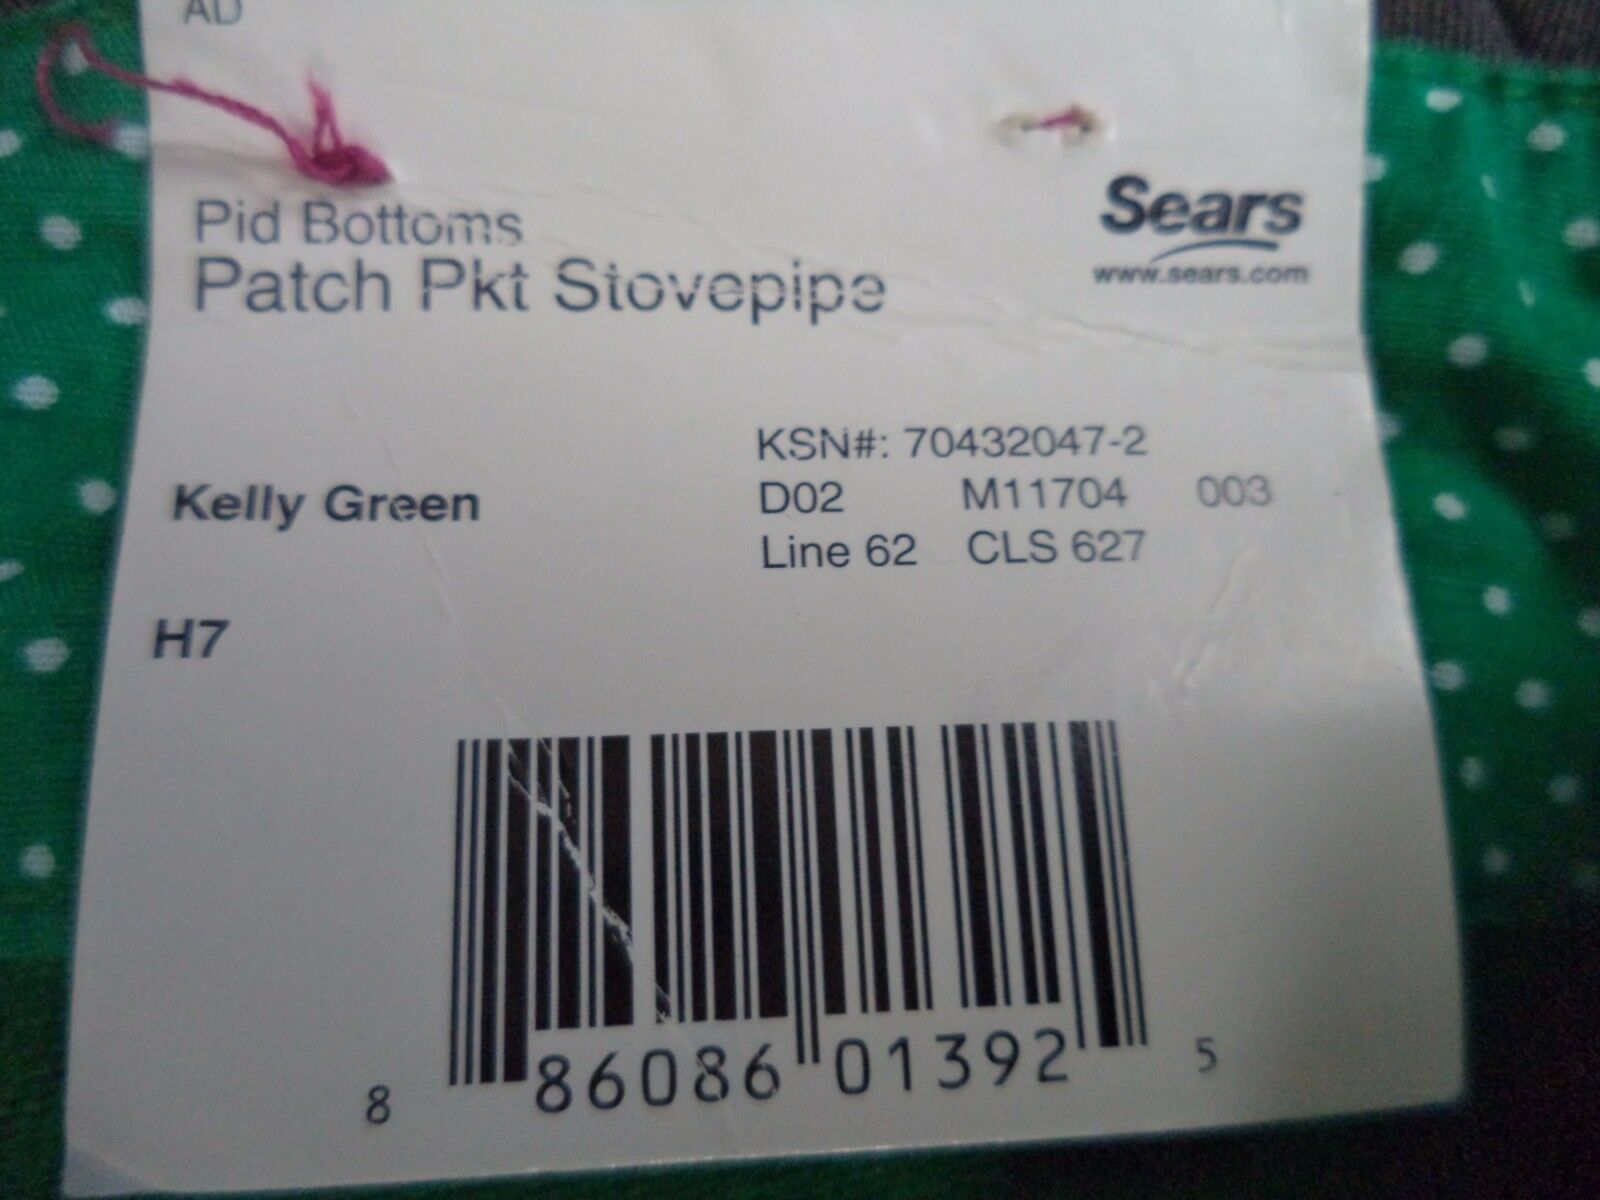 AD
Pid Bottoms
Patch Pkt Stovepipe
Sears
www.sears.com
KSN#: 70432047-2
Kelly Green
D02 M11704 003
Line 62 CLS 627
H7
8 86086 01392 5